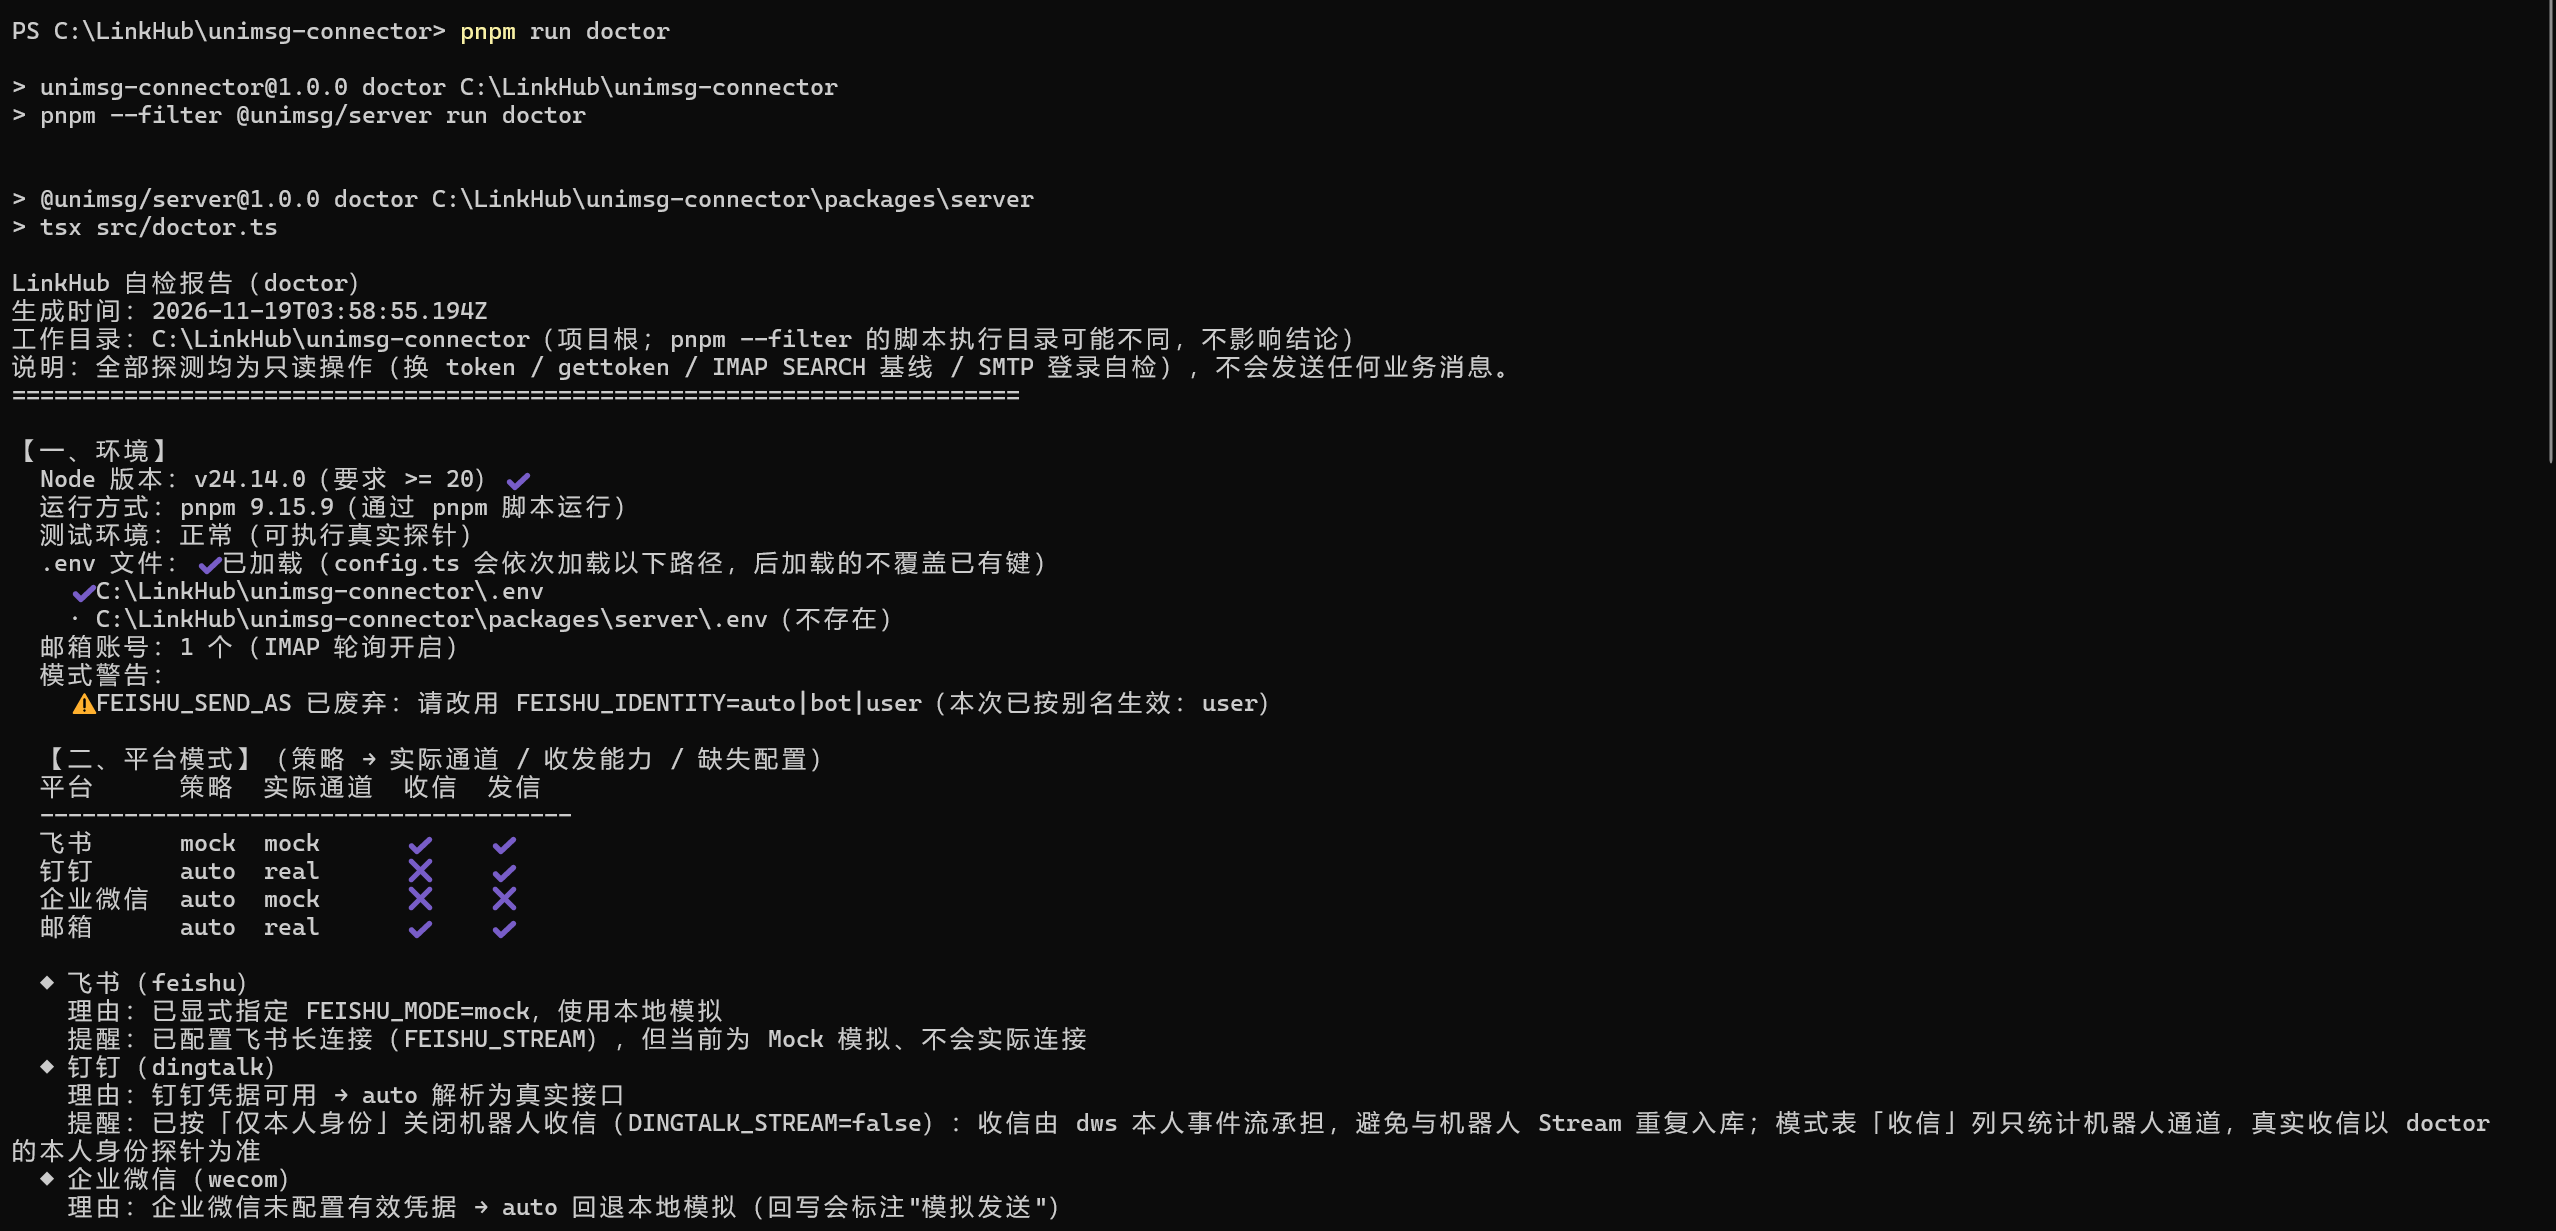 PS C:\LinkHub\unimsg-connector> pnpm run doctor
> unimsg-connector@1.0.0 doctor C:\LinkHub\unimsg-connector
> pnpm --filter @unimsg/server run doctor
> @unimsg/server@1.0.0 doctor C:\LinkHub\unimsg-connector\packages\server
> tsx src/doctor.ts
LinkHub 自检报告（doctor）
生成时间：2026-11-19T03:58:55.194Z
工作目录：C:\LinkHub\unimsg-connector（项目根；pnpm --filter 的脚本执行目录可能不同，不影响结论）
说明：全部探测均为只读操作（换 token / gettoken / IMAP SEARCH 基线 / SMTP 登录自检），不会发送任何业务消息。
========================================================================
【一、环境】
Node 版本：v24.14.0（要求 >= 20）✔
运行方式：pnpm 9.15.9（通过 pnpm 脚本运行）
测试环境：正常（可执行真实探针）
.env 文件：✔已加载（config.ts 会依次加载以下路径，后加载的不覆盖已有键）
✔C:\LinkHub\unimsg-connector\.env
· C:\LinkHub\unimsg-connector\packages\server\.env（不存在）
邮箱账号：1 个（IMAP 轮询开启）
模式警告：
⚠FEISHU_SEND_AS 已废弃：请改用 FEISHU_IDENTITY=auto|bot|user（本次已按别名生效：user）
【二、平台模式】（策略 → 实际通道 / 收发能力 / 缺失配置）
平台 策略 实际通道 收信 发信
--------------------------------------
飞书 mock mock ✔ ✔
钉钉 auto real ✖ ✔
企业微信 auto mock ✖ ✖
邮箱 auto real ✔ ✔
◆ 飞书（feishu）
理由：已显式指定 FEISHU_MODE=mock，使用本地模拟
提醒：已配置飞书长连接（FEISHU_STREAM），但当前为 Mock 模拟、不会实际连接
◆ 钉钉（dingtalk）
理由：钉钉凭据可用 → auto 解析为真实接口
提醒：已按「仅本人身份」关闭机器人收信（DINGTALK_STREAM=false）：收信由 dws 本人事件流承担，避免与机器人 Stream 重复入库；模式表「收信」列只统计机器人通道，真实收信以 doctor
的本人身份探针为准
◆ 企业微信（wecom）
理由：企业微信未配置有效凭据 → auto 回退本地模拟（回写会标注"模拟发送"）